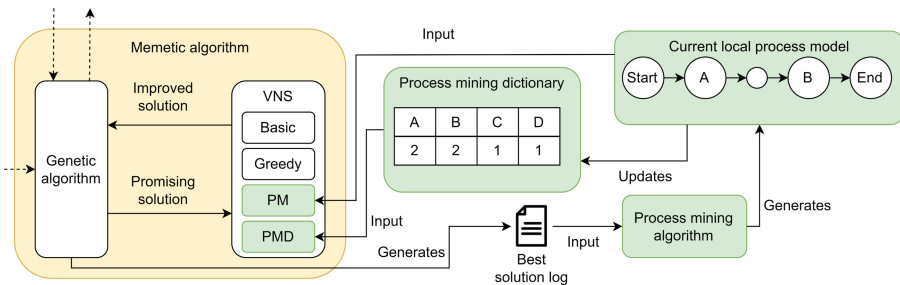 Memetic algorithm
Genetic
algorithm
Improved
solution
Promising
solution
VNS
Basic
Greedy
PM
PMD
Input
Process mining dictionary
A B C D
2 2 1 1
Input
Current local process model
Start
A
B
End
Updates
Generates
Generates
Best
solution log
Input
Process mining
algorithm